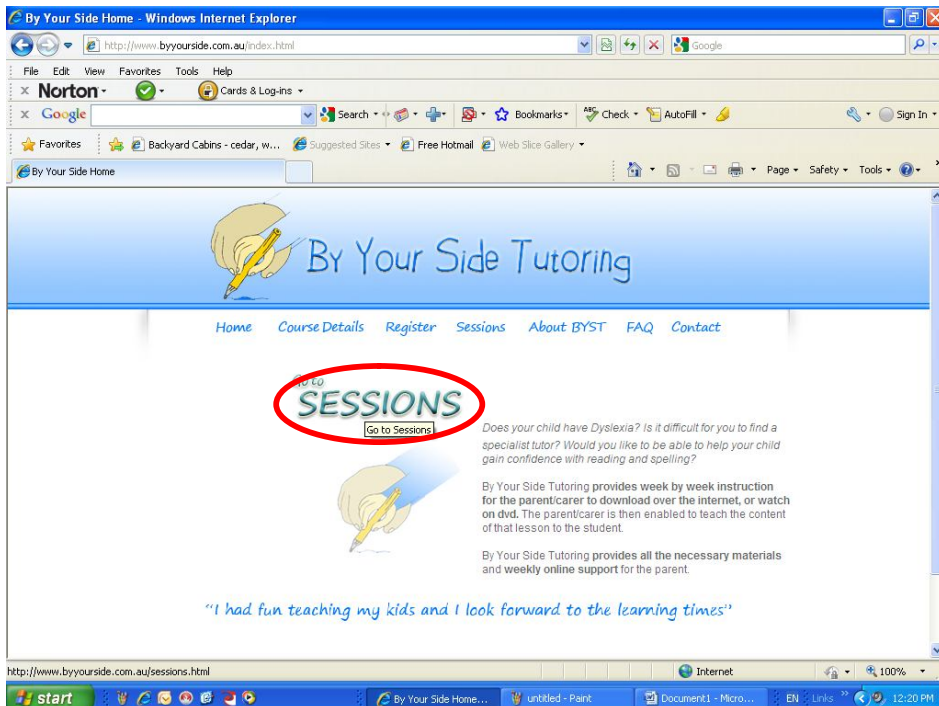 By Your Side Home - Windows Internet Explorer
http://www.byyourside.com.au/index.html
Google
File Edit View Favorites Tools Help
x Norton Cards & Log-ins
x Google Search Bookmarks Check AutoFill Sign In
Favorites Backyard Cabins - cedar, w... Suggested Sites Free Hotmail Web Slice Gallery
By Your Side Home Page Safety Tools
By Your Side Tutoring
Home Course Details Register Sessions About BYST FAQ Contact
Go to
SESSIONS
Go to Sessions
Does your child have Dyslexia? Is it difficult for you to find a
specialist tutor? Would you like to be able to help your child
gain confidence with reading and spelling?
By Your Side Tutoring provides week by week instruction
for the parent/carer to download over the internet, or watch
on dvd. The parent/carer is then enabled to teach the content
of that lesson to the student.
By Your Side Tutoring provides all the necessary materials
and weekly online support for the parent.
"I had fun teaching my kids and I look forward to the learning times"
http://www.byyourside.com.au/sessions.html Internet 100%
start By Your Side Home... untitled - Paint Document1 - Micro... EN Links 12:20 PM